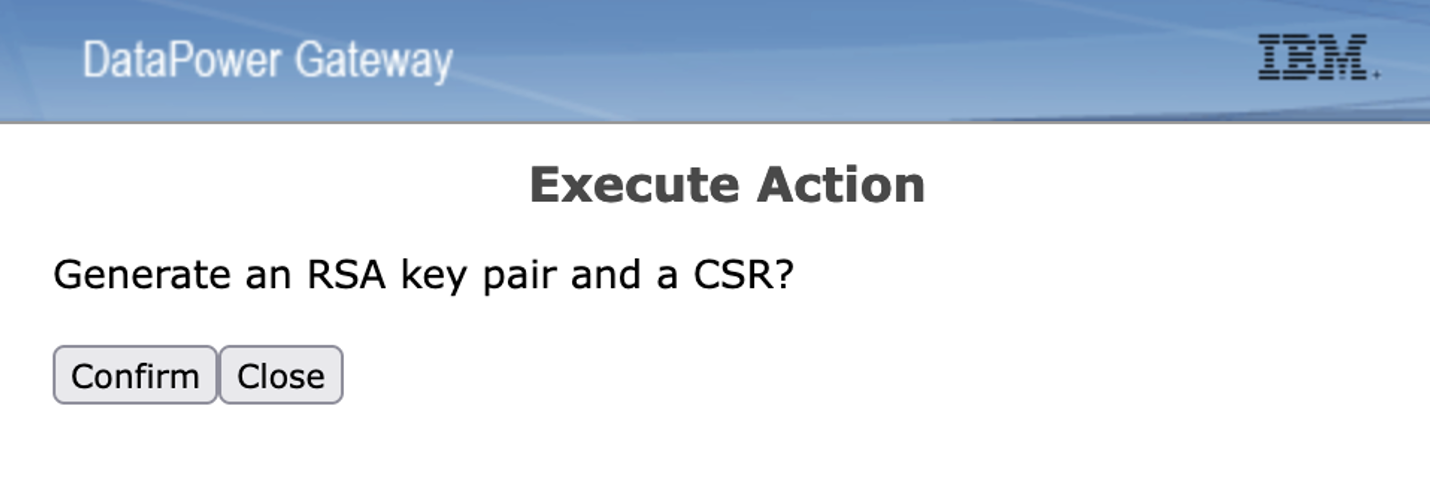 DataPower Gateway
IBM
Execute Action
Generate an RSA key pair and a CSR?
Confirm Close